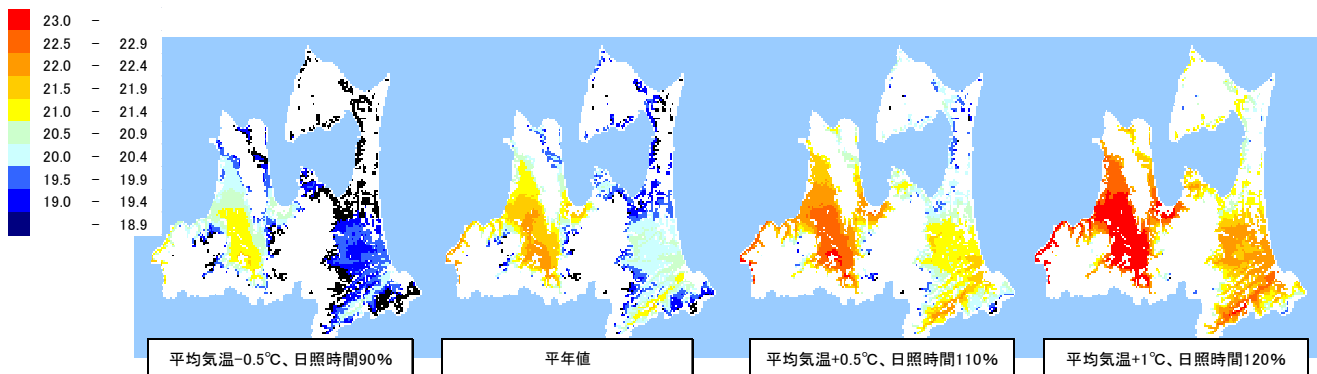 23.0 -
22.5 - 22.9
22.0 - 22.4
21.5 - 21.9
21.0 - 21.4
20.5 - 20.9
20.0 - 20.4
19.5 - 19.9
19.0 - 19.4
- 18.9
平均気温-0.5℃、日照時間90%
平年値
平均気温+0.5℃、日照時間110%
平均気温+1℃、日照時間120%